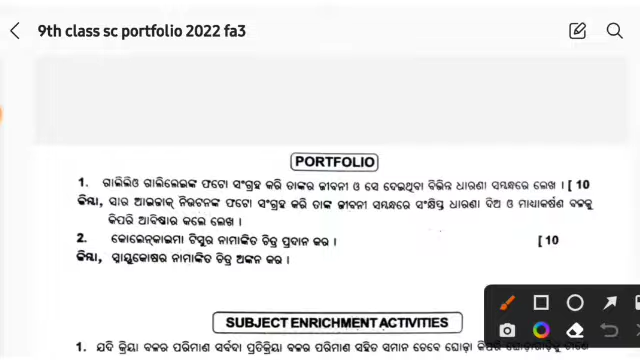 9th class sc portfolio 2022 fa3
PORTFOLIO
1. ଗାଲିଲିଓ ଗାଲିଲେଇଙ୍କ ଫଟୋ ସଂଗ୍ରହ କରି ତାଙ୍କର ଜୀବନୀ ଓ ସେ ଦେଇଥିବା ବିଭିନ୍ନ ଧାରଣା ସମ୍ବନ୍ଧରେ ଲେଖ । [ 10
କିମ୍ବା, ସାର ଆଇଜାକ୍ ନିଉଟନଙ୍କ ଫଟୋ ସଂଗ୍ରହ କରି ତାଙ୍କ ଜୀବନୀ ସମ୍ବନ୍ଧରେ ସଂକ୍ଷିପ୍ତ ଧାରଣା ଦିଅ ଓ ମାଧ୍ୟାକର୍ଷଣ ବଳକୁ
କିପରି ଆବିଷ୍କାର କଲେ ଲେଖ ।
2. କୋଲେନ୍‌କାଇମା ଟିସୁର ନାମାଙ୍କିତ ଚିତ୍ର ପ୍ରଦାନ କର । [ 10
କିମ୍ବା, ସ୍ନାୟୁକୋଷର ନାମାଙ୍କିତ ଚିତ୍ର ଅଙ୍କନ କର ।
SUBJECT ENRICHMENT ACTIVITIES
1. ଯଦି କ୍ରିୟା ବଳର ପରିମାଣ ସର୍ବଦା ପ୍ରତିକ୍ରିୟା ବଳର ପରିମାଣ ସହିତ ସମାନ ତେବେ ଘୋଡ଼ା